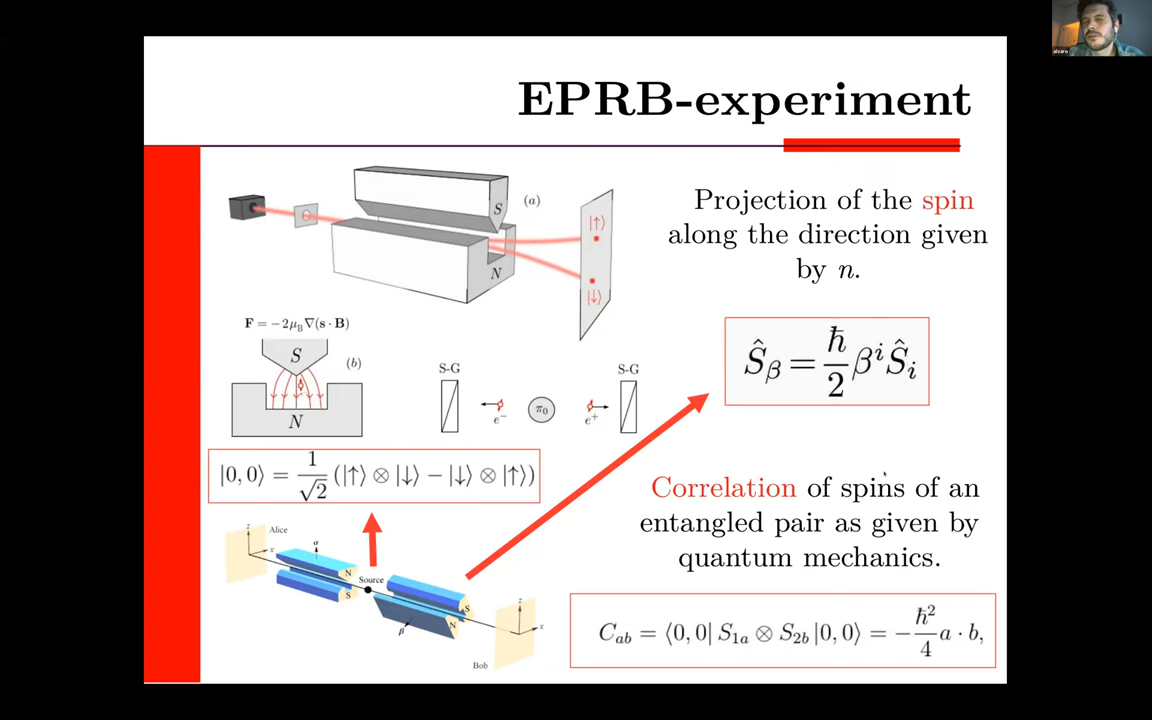 alvaro
EPRB-experiment
S
(a)
|↑⟩
N
|↓⟩
Projection of the spin
along the direction given
by n.
F = −2μ_B∇(s · B)
S
(b)
N
S-G
S-G
e⁻
π₀
e⁺
Ŝ_β = ħ/2 βⁱŜᵢ
|0, 0⟩ = 1/√2 (|↑⟩ ⊗ |↓⟩ − |↓⟩ ⊗ |↑⟩)
Correlation of spins of an
entangled pair as given by
quantum mechanics.
Alice
z
x
α
N
S
Source
S
N
β
z
x
Bob
C_ab = ⟨0, 0| S_1a ⊗ S_2b |0, 0⟩ = −ħ²/4 a · b,